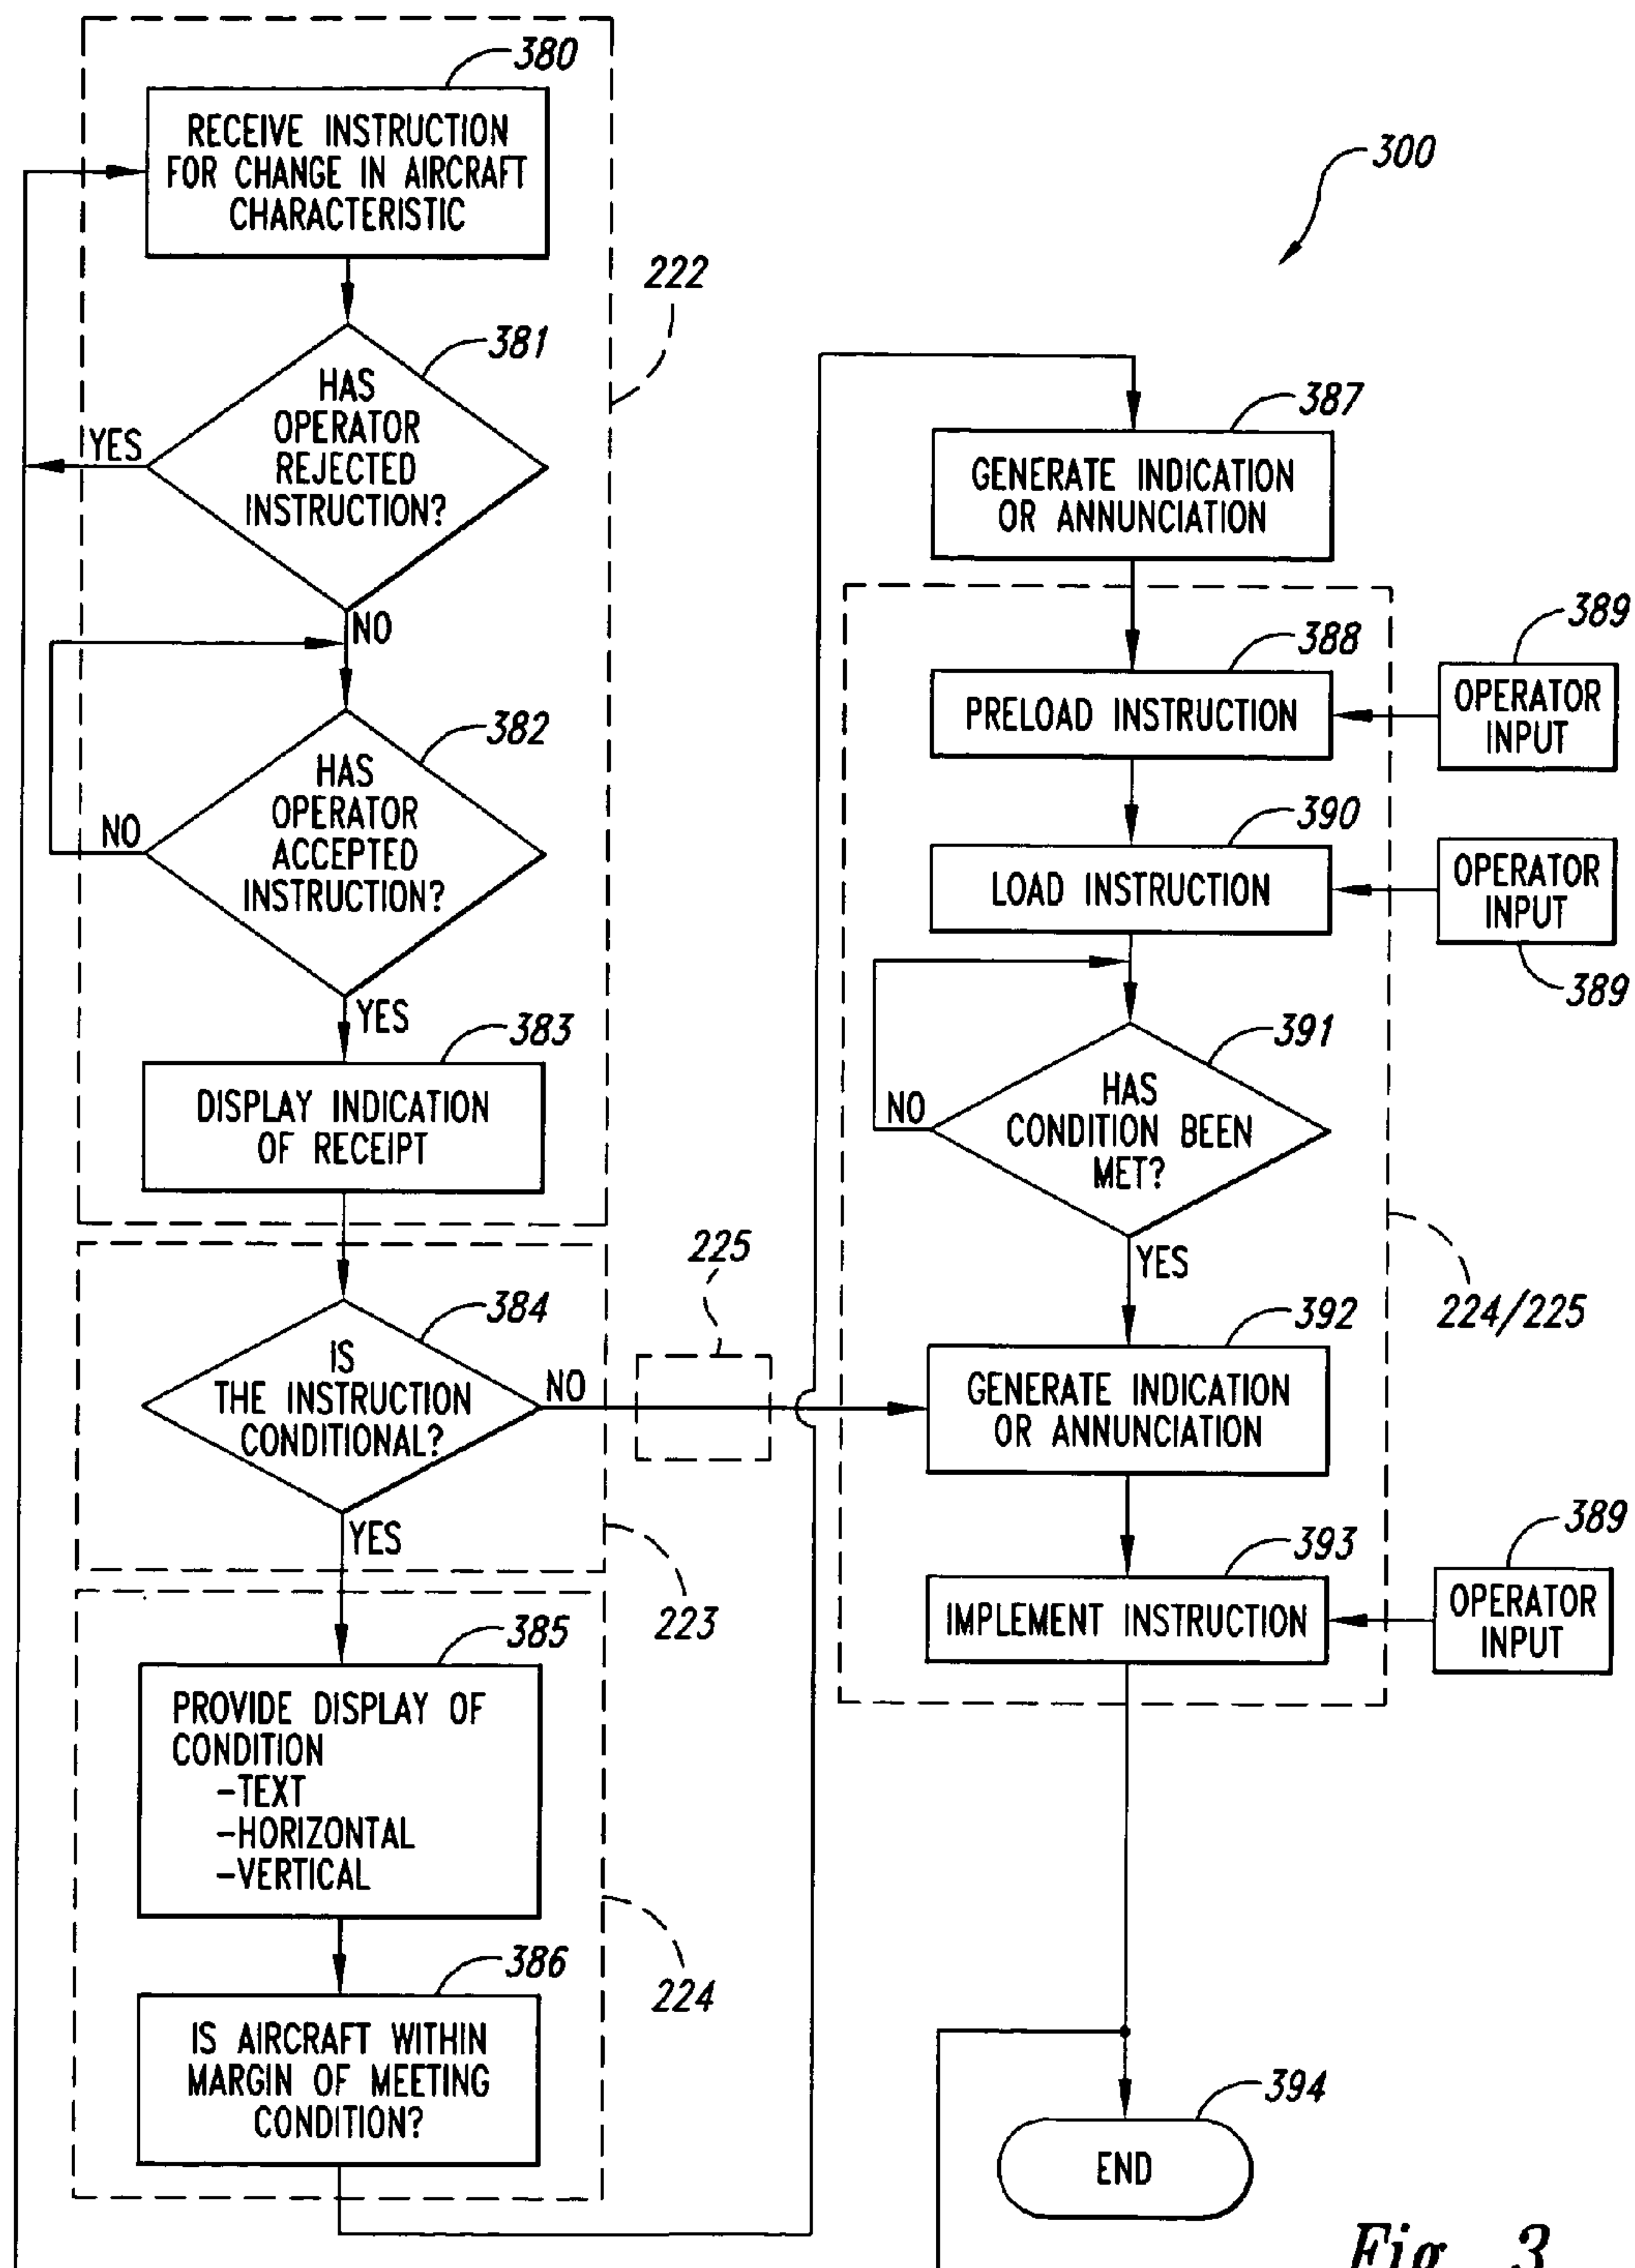 380
RECEIVE INSTRUCTION
FOR CHANGE IN AIRCRAFT
CHARACTERISTIC
300
222
381
HAS
OPERATOR
REJECTED
INSTRUCTION?
YES
NO
382
HAS
OPERATOR
ACCEPTED
INSTRUCTION?
NO
YES
383
DISPLAY INDICATION
OF RECEIPT
384
IS
THE INSTRUCTION
CONDITIONAL?
NO
225
YES
223
385
PROVIDE DISPLAY OF
CONDITION
-TEXT
-HORIZONTAL
-VERTICAL
224
386
IS AIRCRAFT WITHIN
MARGIN OF MEETING
CONDITION?
387
GENERATE INDICATION
OR ANNUNCIATION
388
PRELOAD INSTRUCTION
389
OPERATOR
INPUT
390
LOAD INSTRUCTION
OPERATOR
INPUT
389
391
HAS
CONDITION BEEN
MET?
NO
YES
224/225
392
GENERATE INDICATION
OR ANNUNCIATION
393
IMPLEMENT INSTRUCTION
389
OPERATOR
INPUT
394
END
Fig. 3